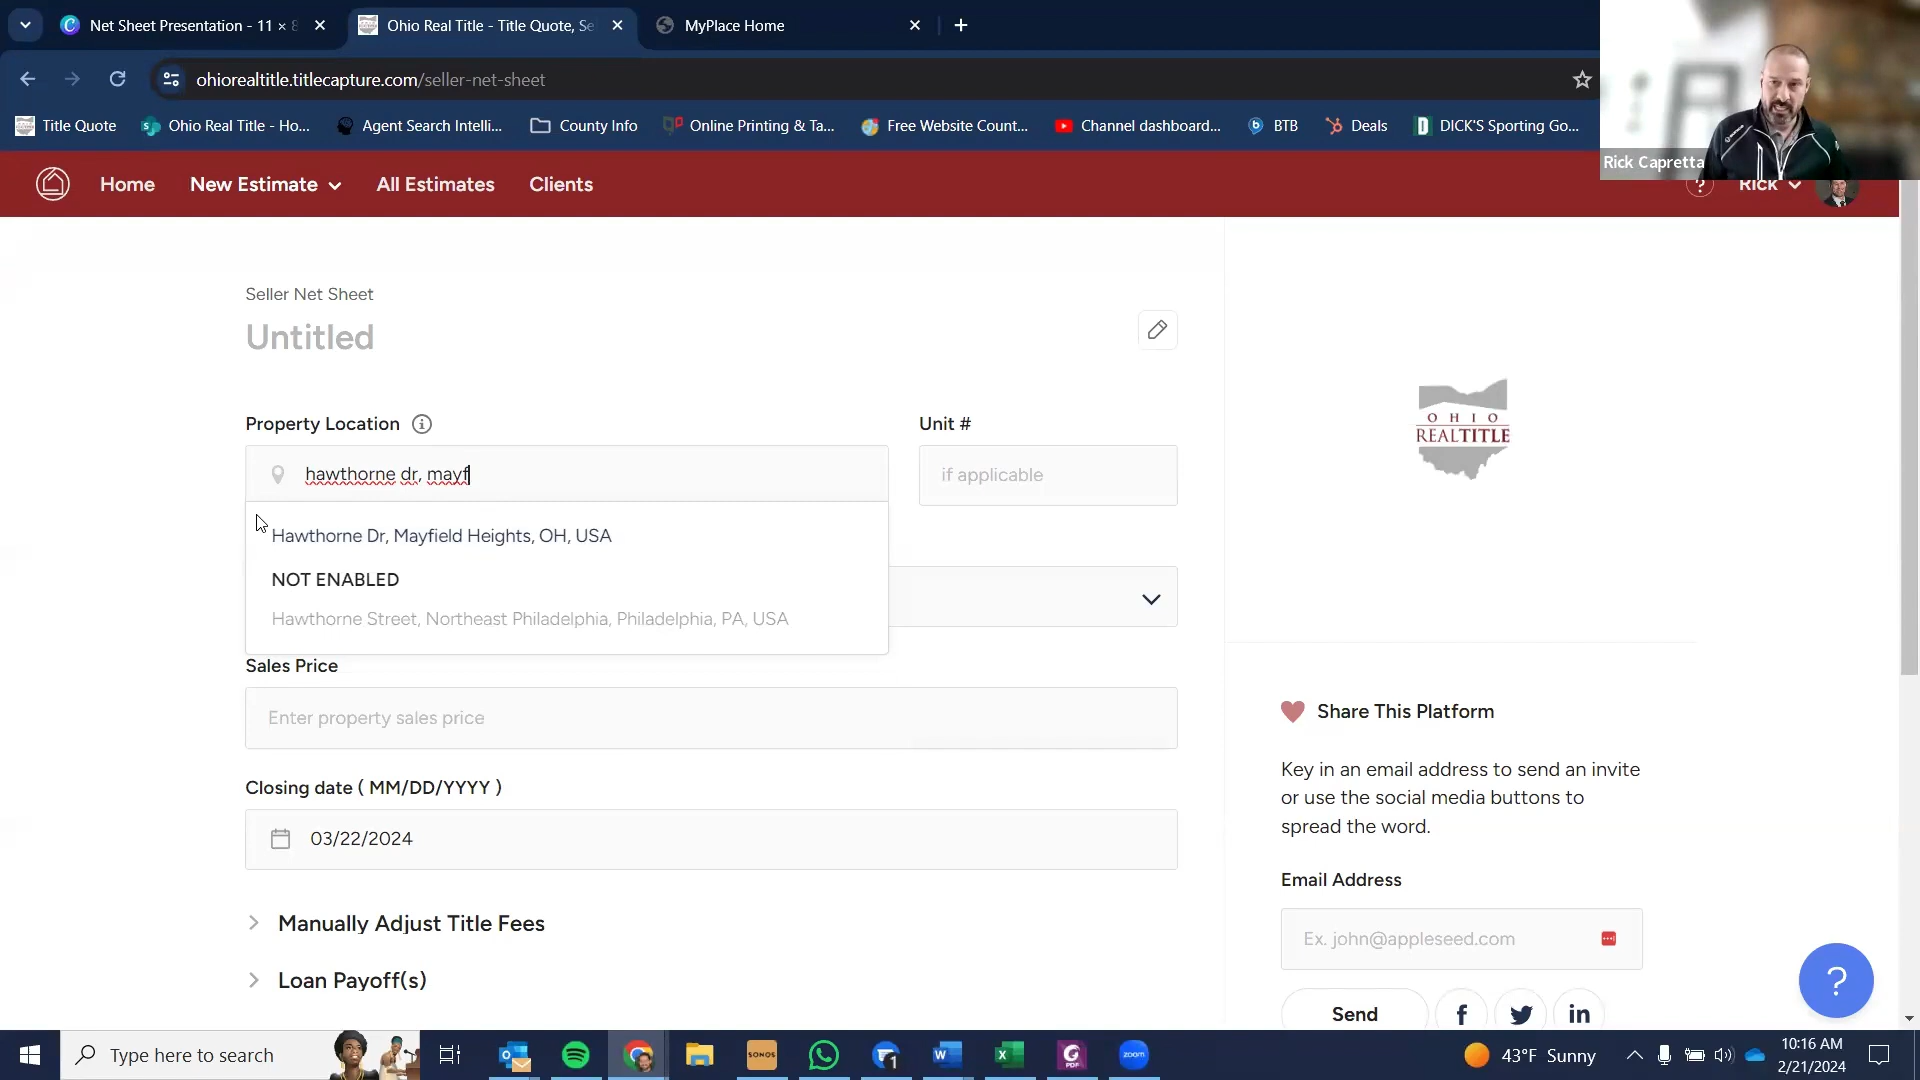 Net Sheet Presentation - 11 × 8
Ohio Real Title - Title Quote, Se
MyPlace Home
ohiorealtitle.titlecapture.com/seller-net-sheet
Title Quote
Ohio Real Title - Ho...
Agent Search Intelli...
County Info
Online Printing & Ta...
Free Website Count...
Channel dashboard...
BTB
Deals
DICK'S Sporting Go...
Rick Capretta
Home
New Estimate
All Estimates
Clients
?
Rick
Seller Net Sheet
Untitled
Property Location
Unit #
hawthorne dr, mayf
if applicable
Hawthorne Dr, Mayfield Heights, OH, USA
NOT ENABLED
Hawthorne Street, Northeast Philadelphia, Philadelphia, PA, USA
Sales Price
Enter property sales price
Closing date ( MM/DD/YYYY )
03/22/2024
Manually Adjust Title Fees
Loan Payoff(s)
OHIO
REALTITLE
Share This Platform
Key in an email address to send an invite
or use the social media buttons to
spread the word.
Email Address
Ex. john@appleseed.com
Send
?
Type here to search
SONOS
zoom
43°F Sunny
10:16 AM
2/21/2024